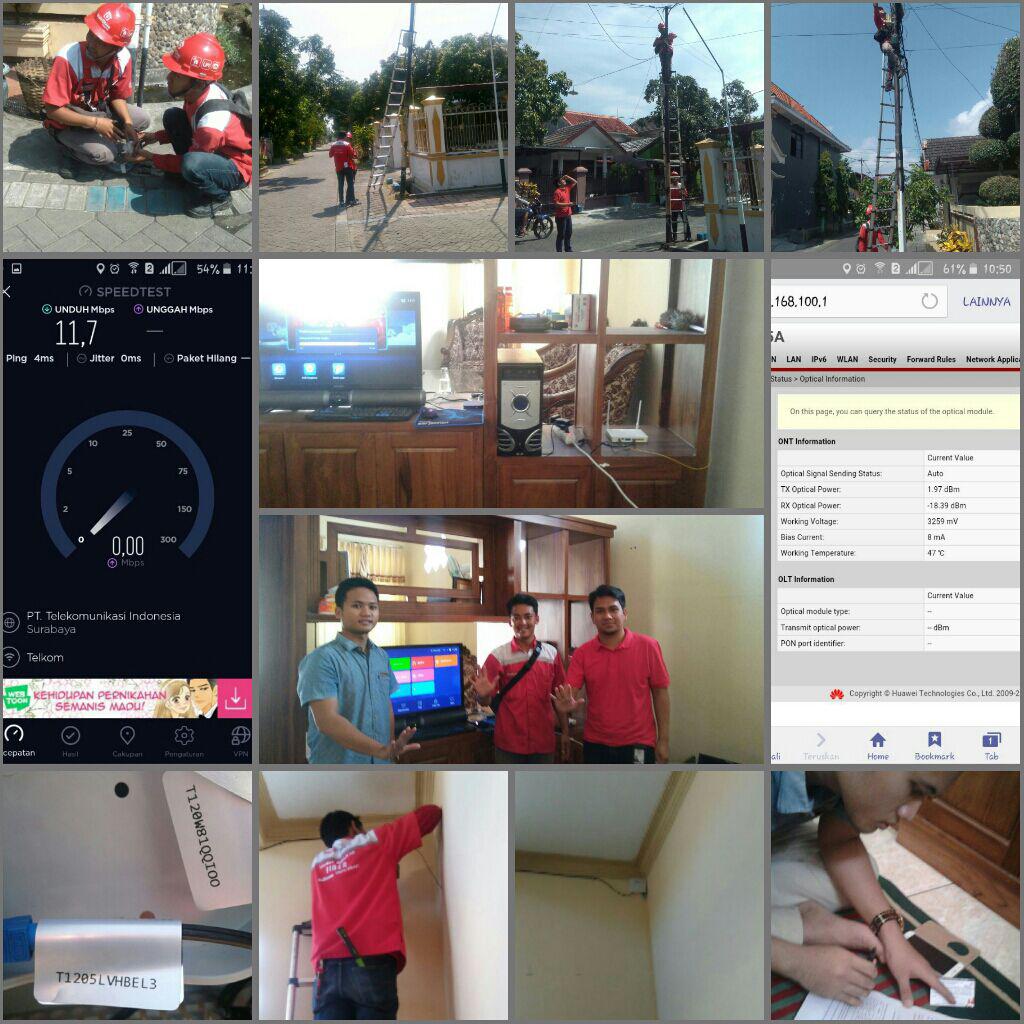 54% 11:
SPEEDTEST
UNDUH Mbps UNGGAH Mbps
11,7 —
Ping 4ms Jitter 0ms Paket Hilang —
0
2
5
10
25
50
75
150
300
0,00
Mbps
PT. Telekomunikasi Indonesia
Surabaya
Telkom
WEB
TOON
KEHIDUPAN PERNIKAHAN
SEMANIS MADU!
cepatan Hasil Cakupan Pengaturan VPN
61% 10:50
.168.100.1 LAINNYA
5A
N LAN IPv6 WLAN Security Forward Rules Network Applica
Status > Optical Information
On this page, you can query the status of the optical module.
ONT Information
Current Value
Optical Signal Sending Status: Auto
TX Optical Power: 1.97 dBm
RX Optical Power: -18.39 dBm
Working Voltage: 3259 mV
Bias Current: 8 mA
Working Temperature: 47 °C
OLT Information
Current Value
Optical module type: --
Transmit optical power: -- dBm
PON port identifier: --
Copyright © Huawei Technologies Co., Ltd. 2009-2
ali Teruskan Home Bookmark Tab
1
T120W81QQIOO
T1205LVHBEL3